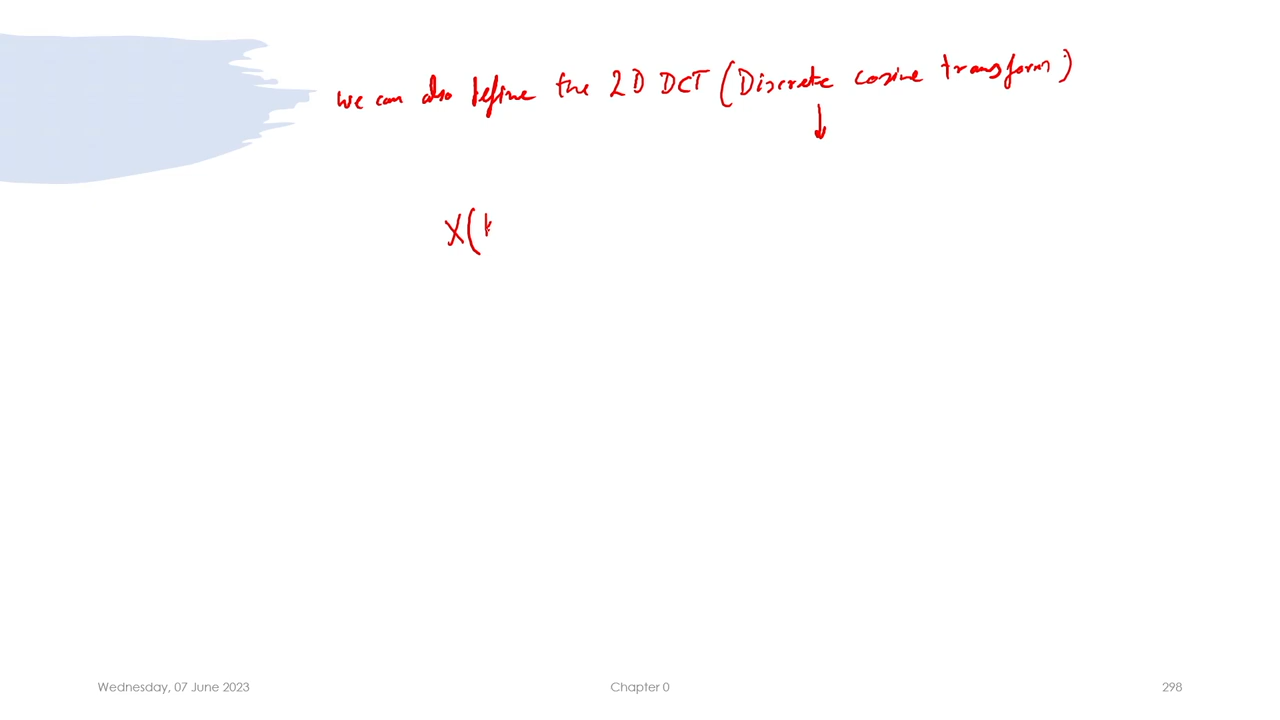 we can also define the 2D DCT (Discrete cosine transform)
X(k
Wednesday, 07 June 2023
Chapter 0
298